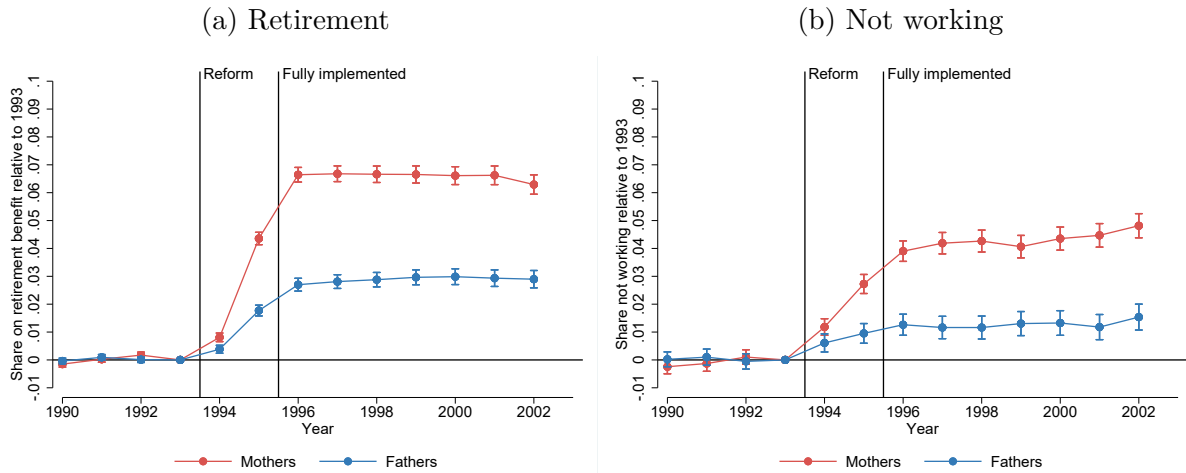 (a) Retirement
Share on retirement benefit relative to 1993
.1
.09
.08
.07
.06
.05
.04
.03
.02
.01
0
-.01
Reform
Fully implemented
1990 1992 1994 1996 1998 2000 2002
Year
Mothers Fathers
(b) Not working
Share not working relative to 1993
.1
.09
.08
.07
.06
.05
.04
.03
.02
.01
0
-.01
Reform
Fully implemented
1990 1992 1994 1996 1998 2000 2002
Year
Mothers Fathers